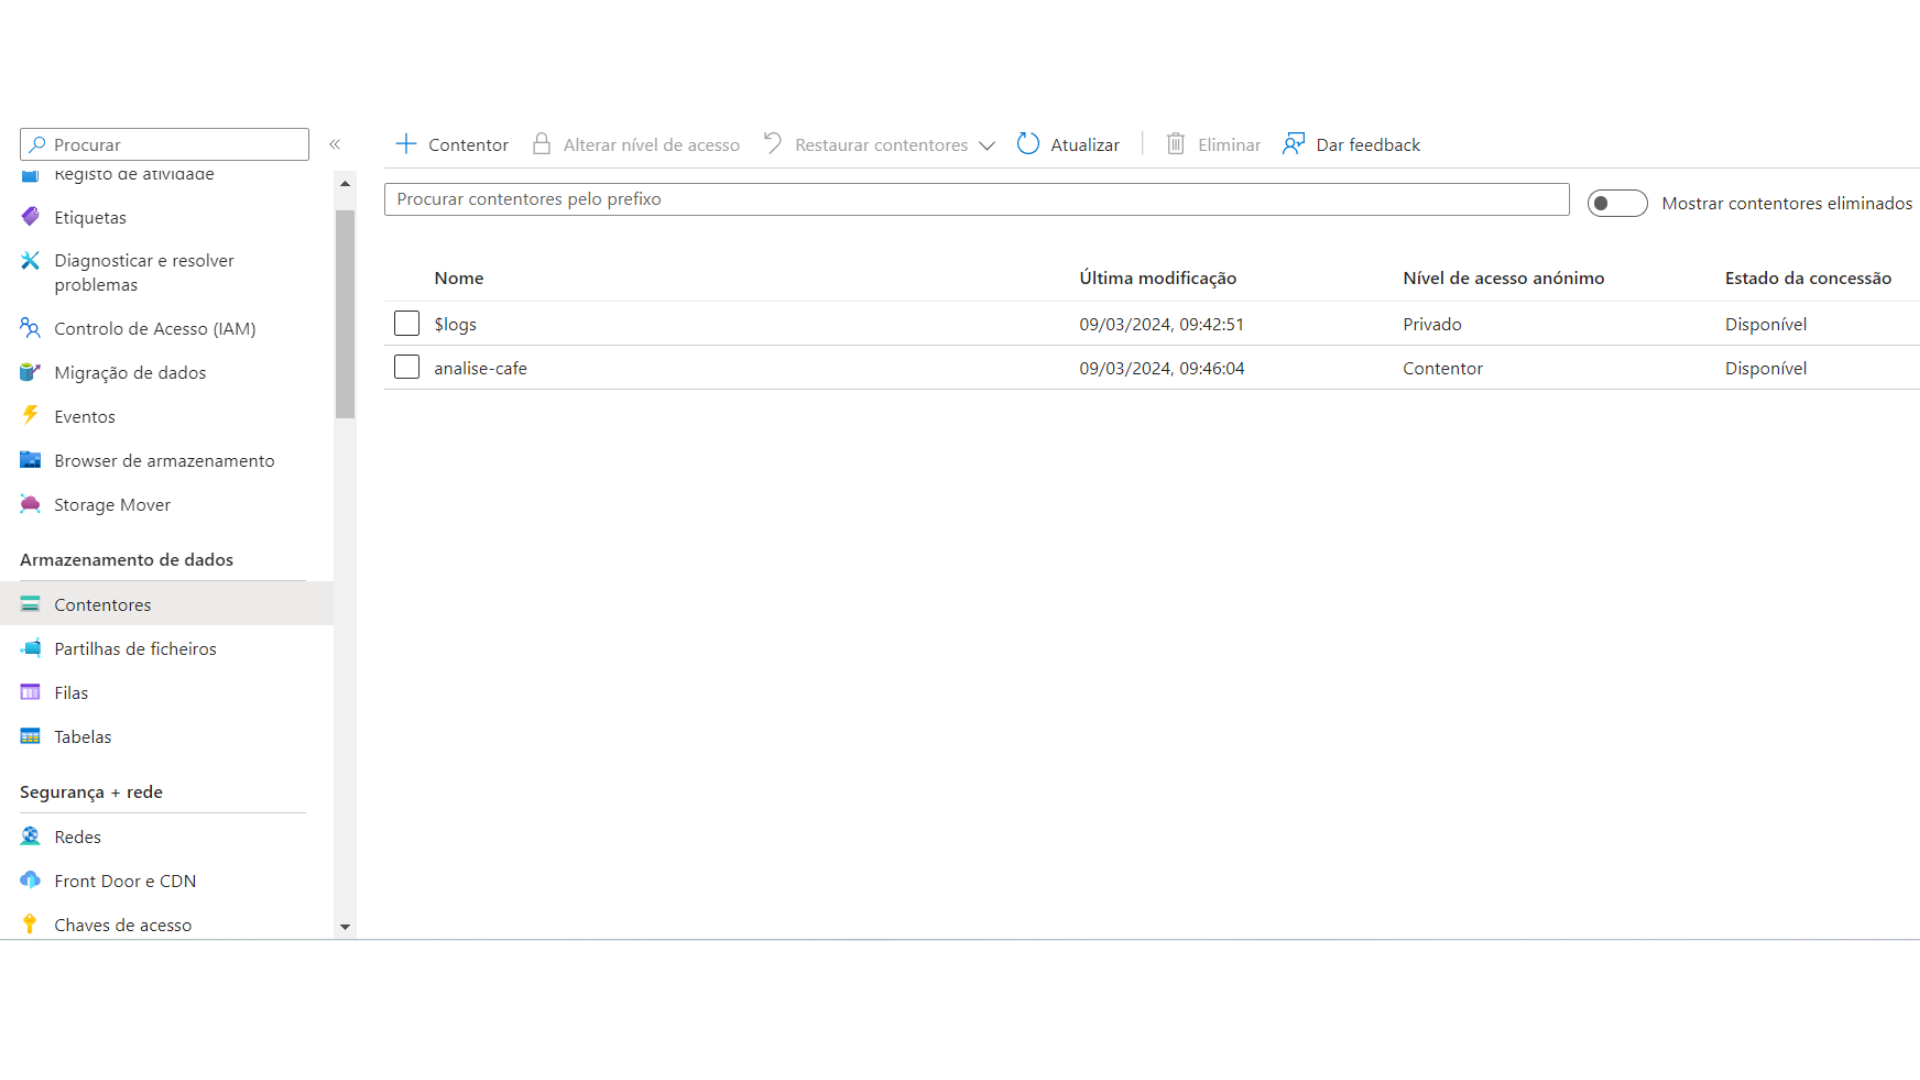 Procurar
Registo de atividade
Etiquetas
Diagnosticar e resolver
problemas
Controlo de Acesso (IAM)
Migração de dados
Eventos
Browser de armazenamento
Storage Mover
Armazenamento de dados
Contentores
Partilhas de ficheiros
Filas
Tabelas
Segurança + rede
Redes
Front Door e CDN
Chaves de acesso
Contentor Alterar nível de acesso Restaurar contentores Atualizar Eliminar Dar feedback
Procurar contentores pelo prefixo Mostrar contentores eliminados
Nome Última modificação Nível de acesso anónimo Estado da concessão
$logs 09/03/2024, 09:42:51 Privado Disponível
analise-cafe 09/03/2024, 09:46:04 Contentor Disponível